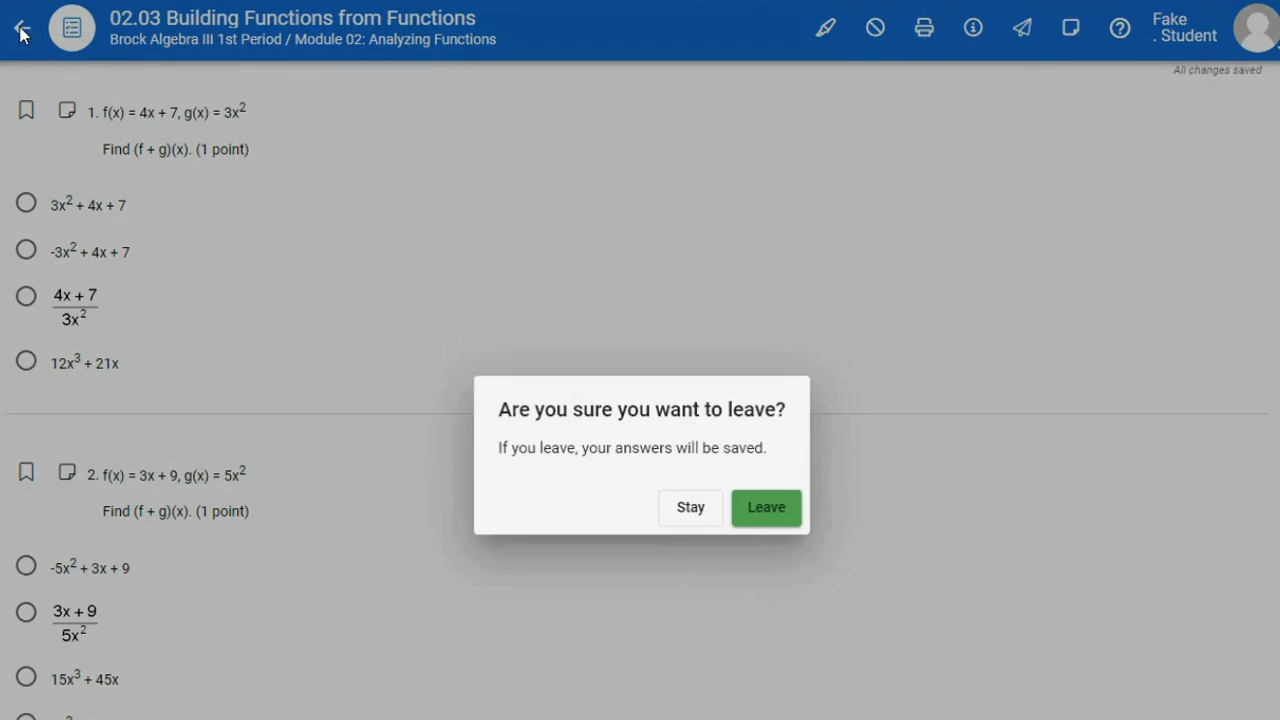 02.03 Building Functions from Functions
Brock Algebra III 1st Period / Module 02: Analyzing Functions
Fake
. Student
All changes saved
1. f(x) = 4x + 7, g(x) = 3x²
Find (f + g)(x). (1 point)
3x² + 4x + 7
-3x² + 4x + 7
4x + 7
3x²
12x³ + 21x
Are you sure you want to leave?
If you leave, your answers will be saved.
Stay Leave
2. f(x) = 3x + 9, g(x) = 5x²
Find (f + g)(x). (1 point)
-5x² + 3x + 9
3x + 9
5x²
15x³ + 45x